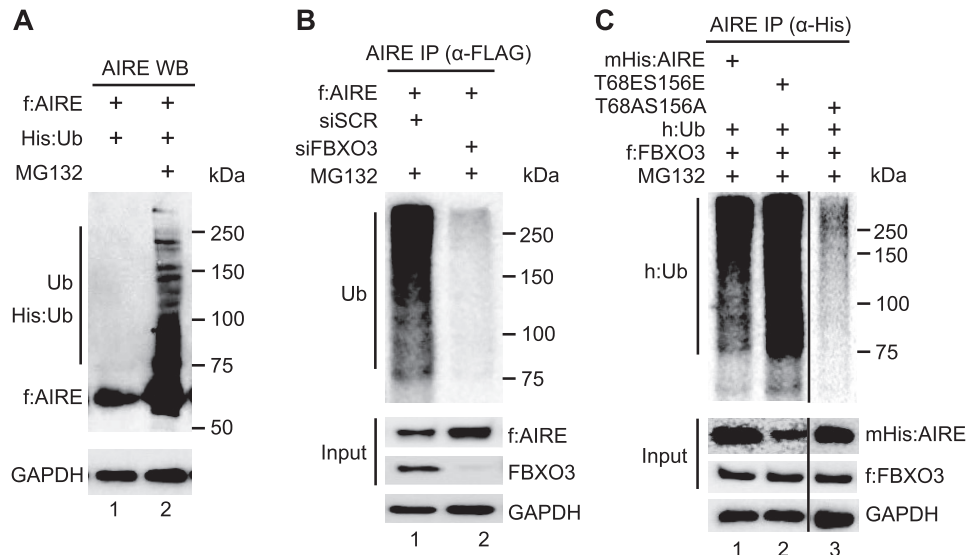 A
AIRE WB
f:AIRE + +
His:Ub + +
MG132 +
kDa
250
150
100
75
50
Ub
His:Ub
f:AIRE
GAPDH
1 2
B
AIRE IP (α-FLAG)
f:AIRE + +
siSCR +
siFBXO3 +
MG132 + +
kDa
250
150
100
75
Ub
Input
f:AIRE
FBXO3
GAPDH
1 2
C
AIRE IP (α-His)
mHis:AIRE +
T68ES156E +
T68AS156A +
h:Ub + + +
f:FBXO3 + + +
MG132 + + +
kDa
250
150
100
75
h:Ub
Input
mHis:AIRE
f:FBXO3
GAPDH
1 2 3